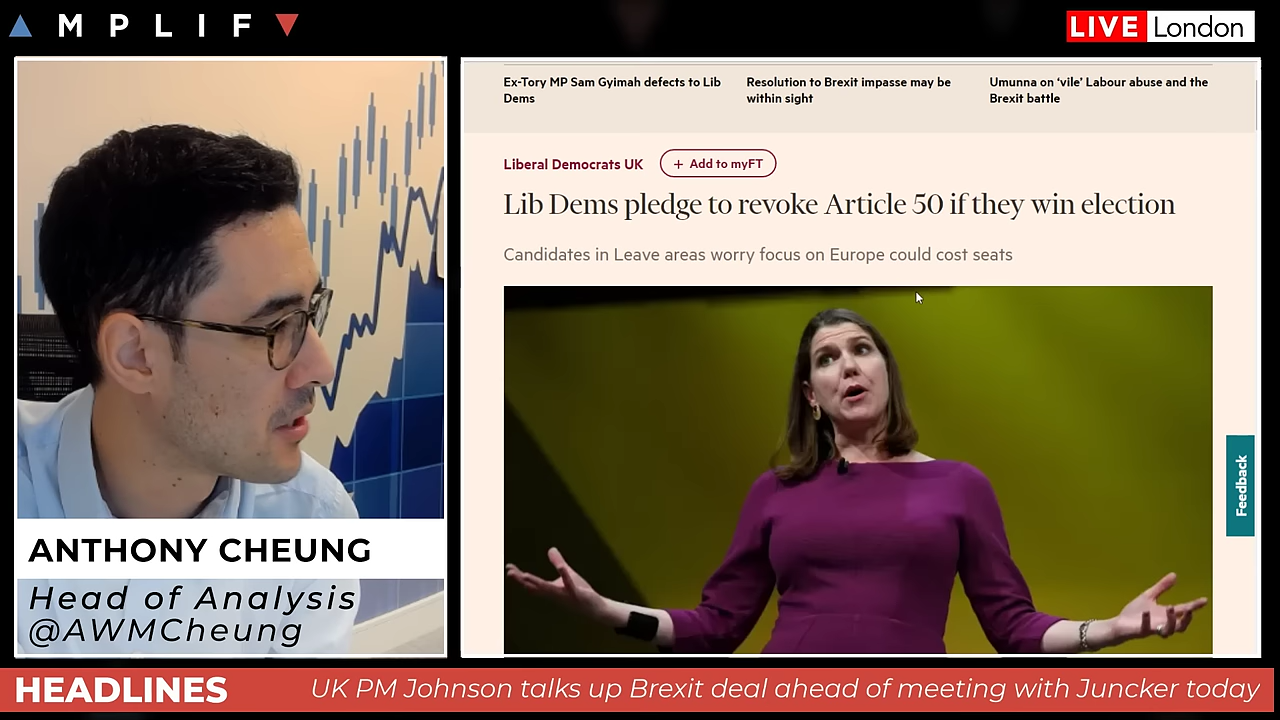 ▲ M P L I F ▼
LIVE London
Ex-Tory MP Sam Gyimah defects to Lib
Dems
Resolution to Brexit impasse may be
within sight
Umunna on ‘vile’ Labour abuse and the
Brexit battle
Liberal Democrats UK
+ Add to myFT
Lib Dems pledge to revoke Article 50 if they win election
Candidates in Leave areas worry focus on Europe could cost seats
Feedback
ANTHONY CHEUNG
Head of Analysis
@AWMCheung
HEADLINES
UK PM Johnson talks up Brexit deal ahead of meeting with Juncker today